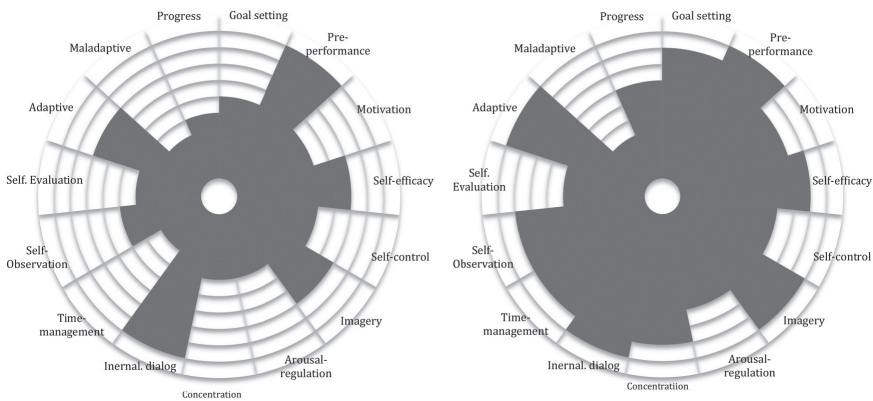 Progress
Goal setting
Pre-
performance
Motivation
Self-efficacy
Self-control
Imagery
Arousal-
regulation
Concentration
Inernal. dialog
Time-
management
Self-
Observation
Self. Evaluation
Adaptive
Maladaptive
Progress
Goal setting
Pre-
performance
Motivation
Self-efficacy
Self-control
Imagery
Arousal-
regulation
Concentratiion
Inernal. dialog
Time-
management
Self-
Observation
Self.
Evaluation
Adaptive
Maladaptive